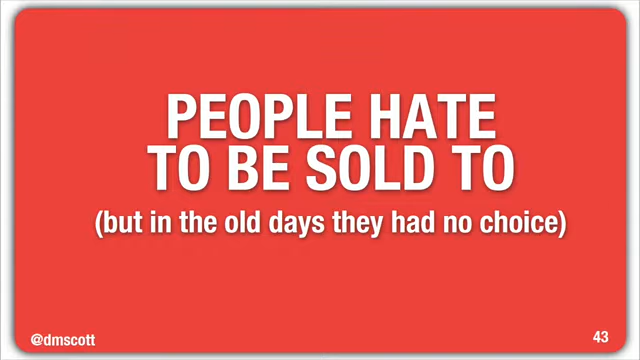 PEOPLE HATE
TO BE SOLD TO
(but in the old days they had no choice)
@dmscott
43